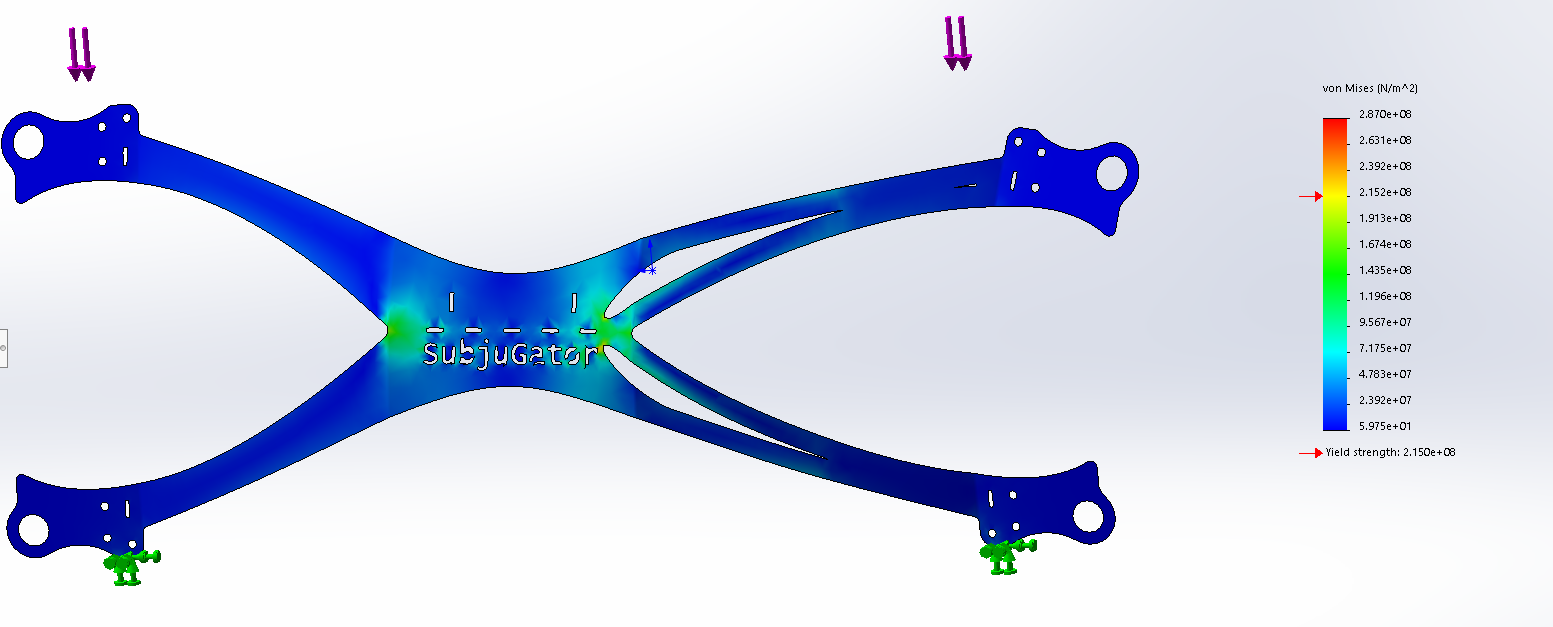 von Mises (N/m^2)
2.870e+08
2.631e+08
2.392e+08
2.152e+08
1.913e+08
1.674e+08
1.435e+08
1.196e+08
9.567e+07
7.175e+07
4.783e+07
2.392e+07
5.975e+01
Yield strength: 2.150e+08
SubjuGator